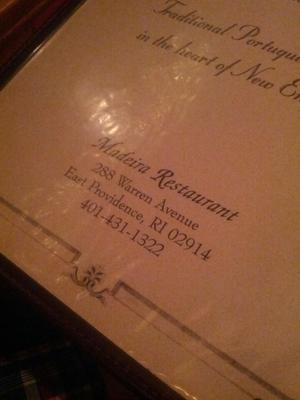 Traditional Portugu
in the heart of New En
Madeira Restaurant
288 Warren Avenue
East Providence, RI 02914
401-431-1322